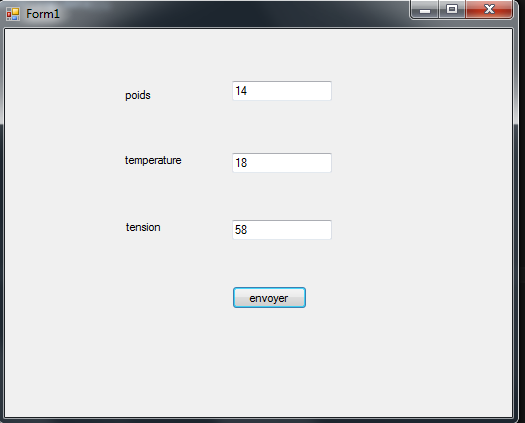 Form1
poids 14
temperature 18
tension 58
envoyer